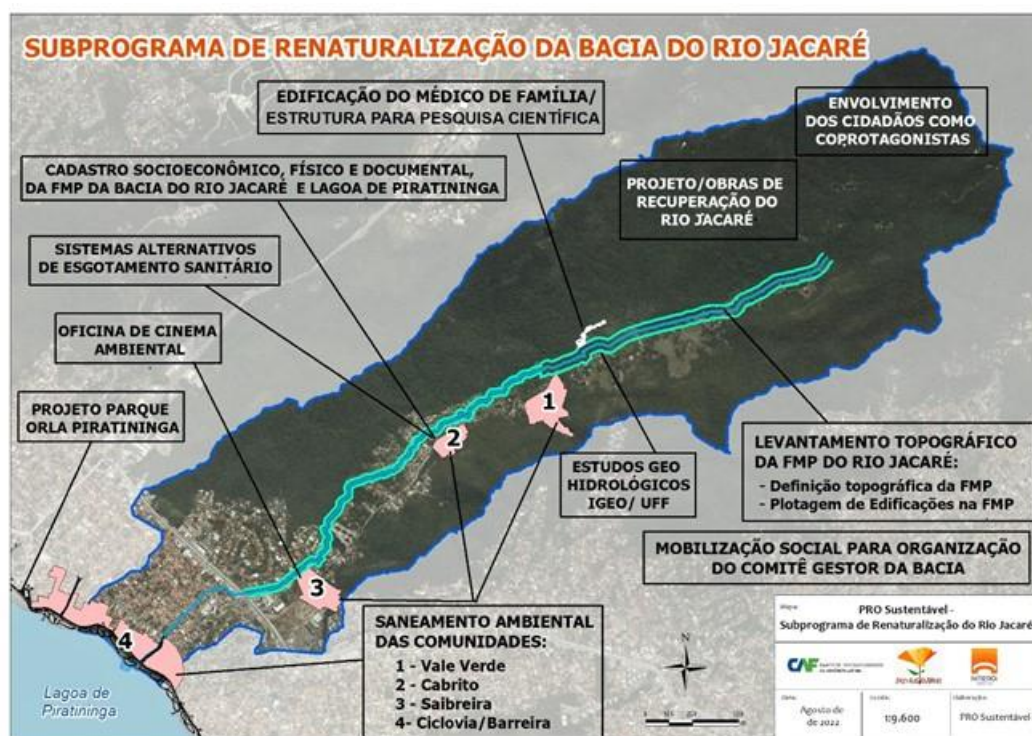 SUBPROGRAMA DE RENATURALIZAÇÃO DA BACIA DO RIO JACARÉ
EDIFICAÇÃO DO MÉDICO DE FAMÍLIA/
ESTRUTURA PARA PESQUISA CIENTÍFICA
ENVOLVIMENTO
DOS CIDADÃOS COMO
COPROTAGONISTAS
CADASTRO SOCIOECONÔMICO, FÍSICO E DOCUMENTAL,
DA FMP DA BACIA DO RIO JACARÉ E LAGOA DE PIRATININGA
PROJETO/OBRAS DE
RECUPERAÇÃO DO
RIO JACARÉ
SISTEMAS ALTERNATIVOS
DE ESGOTAMENTO SANITÁRIO
OFICINA DE CINEMA
AMBIENTAL
PROJETO PARQUE
ORLA PIRATININGA
1
2
3
4
ESTUDOS GEO
HIDROLÓGICOS
IGEO/ UFF
LEVANTAMENTO TOPOGRÁFICO
DA FMP DO RIO JACARÉ:
- Definição topográfica da FMP
- Plotagem de Edificações na FMP
MOBILIZAÇÃO SOCIAL PARA ORGANIZAÇÃO
DO COMITÊ GESTOR DA BACIA
SANEAMENTO AMBIENTAL
DAS COMUNIDADES:
1 - Vale Verde
2 - Cabrito
3 - Saibreira
4- Ciclovia/Barreira
Lagoa de
Piratininga
N
PRO Sustentável -
Subprograma de Renaturalização do Rio Jacaré
CAF
Agosto de
de 2022
1:9.600
PRO Sustentável